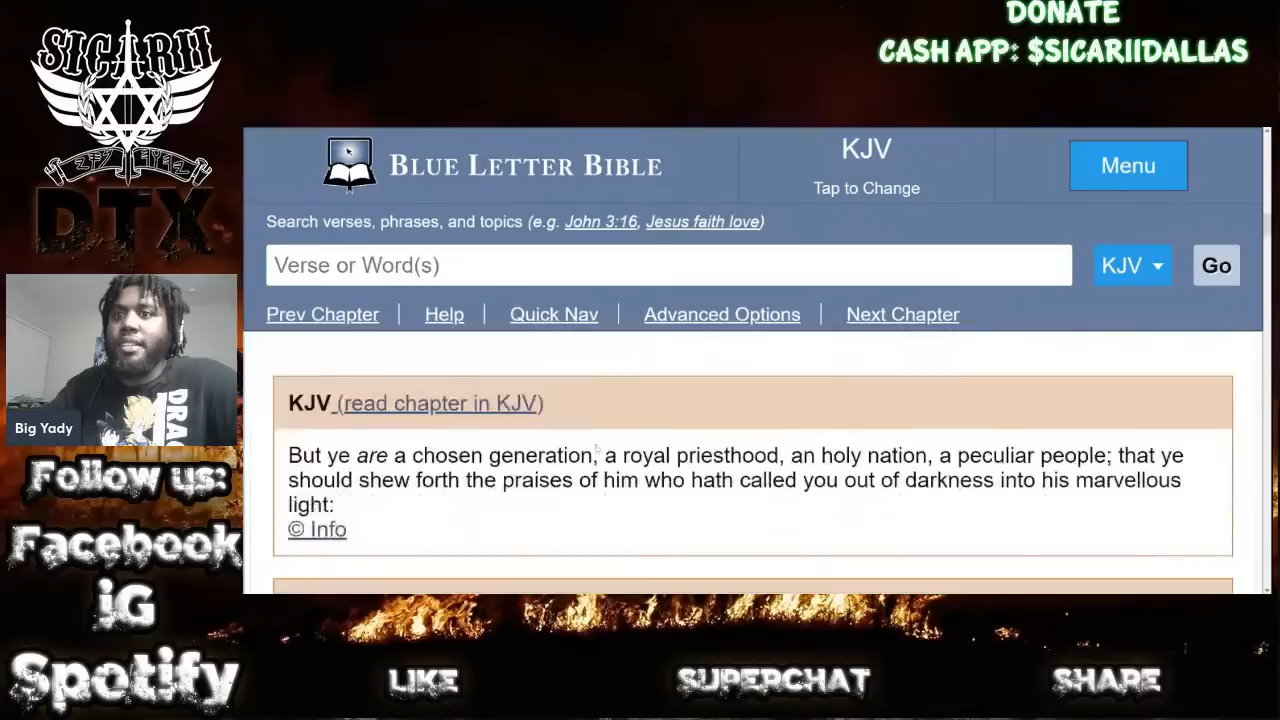 SICARII
DTX
DONATE
CASH APP: $SICARIIDALLAS
BLUE LETTER BIBLE
KJV
Tap to Change
Menu
Search verses, phrases, and topics (e.g. John 3:16, Jesus faith love)
Verse or Word(s)
KJV
Go
Prev Chapter
Help
Quick Nav
Advanced Options
Next Chapter
KJV (read chapter in KJV)
But ye are a chosen generation, a royal priesthood, an holy nation, a peculiar people; that ye
should shew forth the praises of him who hath called you out of darkness into his marvellous
light:
© Info
DRAG
Big Yady
Follow us:
Facebook
iG
Spotify
LIKE
SUPERCHAT
SHARE